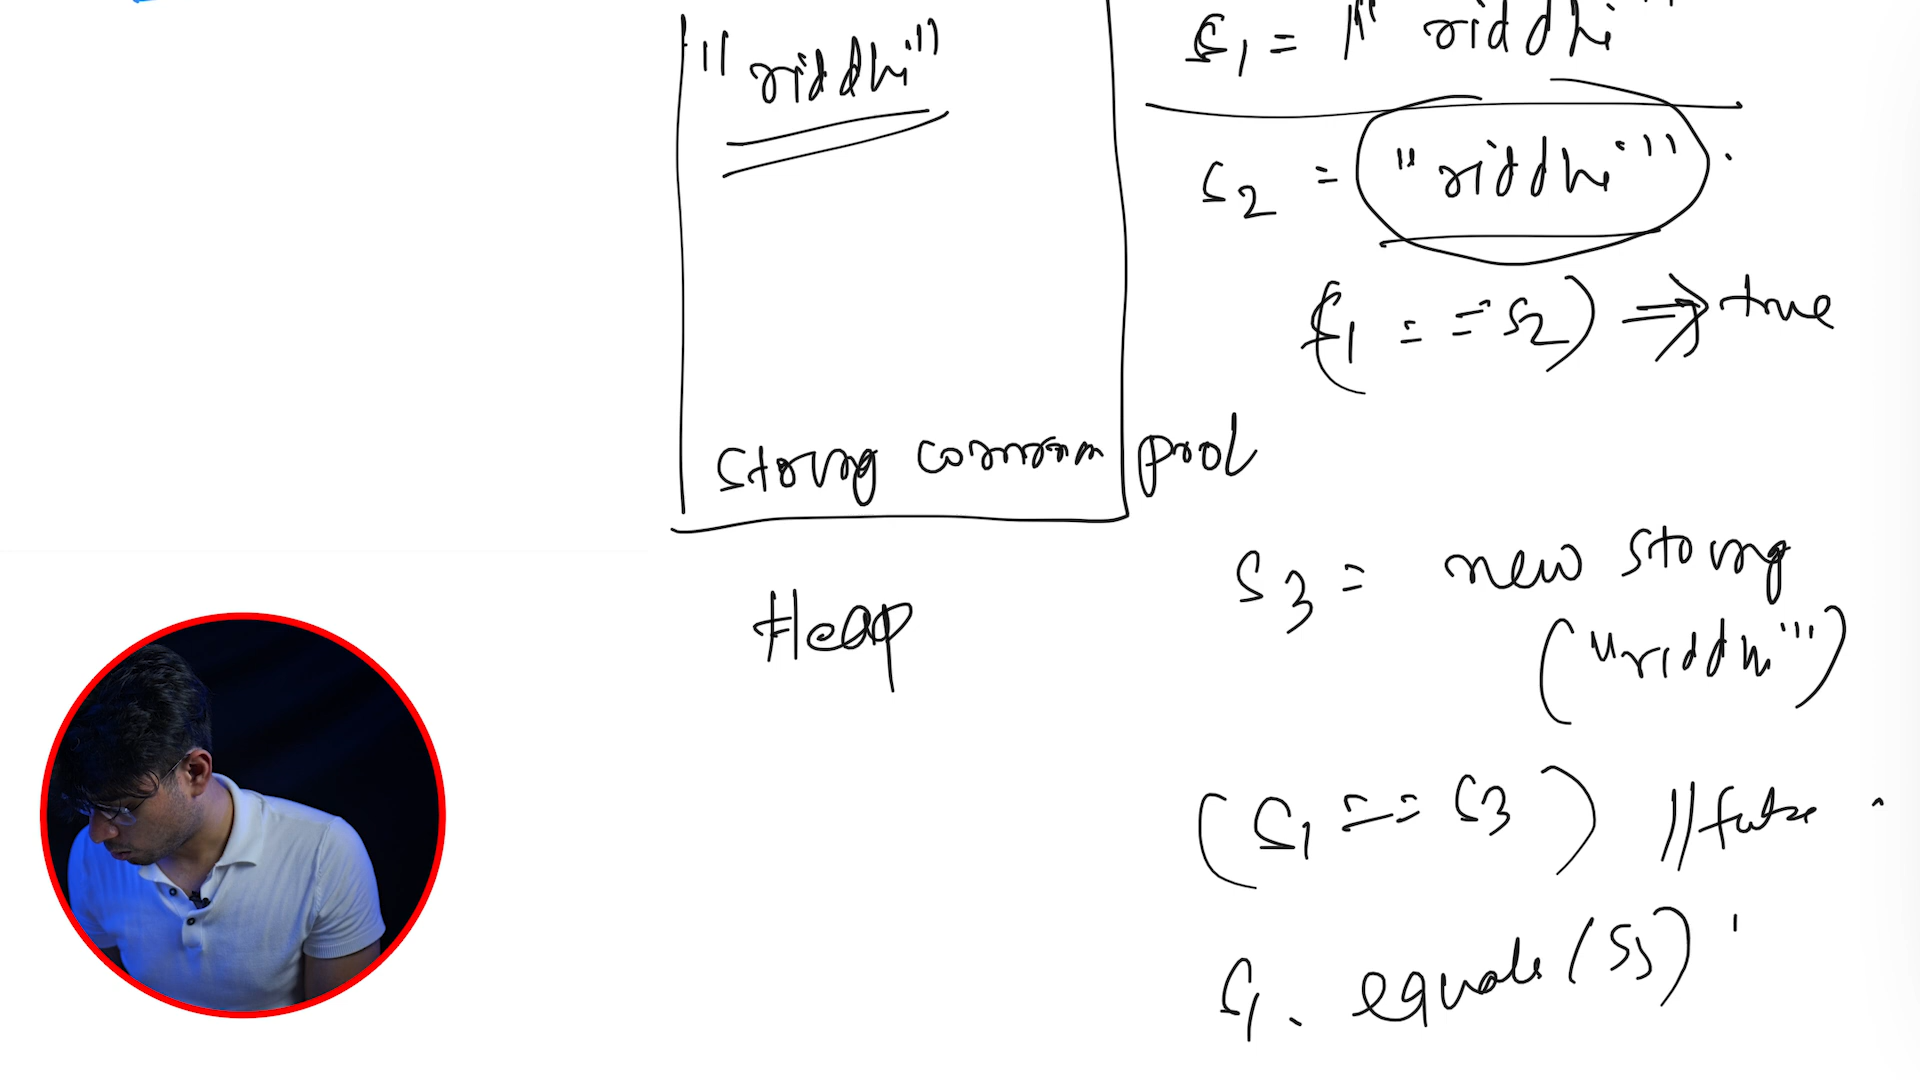 "riddhi"
S1 = "riddhi"
S2 = "riddhi".
(S1 == S2) => true
String common pool
S3 = new String
("riddhi")
Heap
(S1 == S3) //false .
S1. equals(S3)